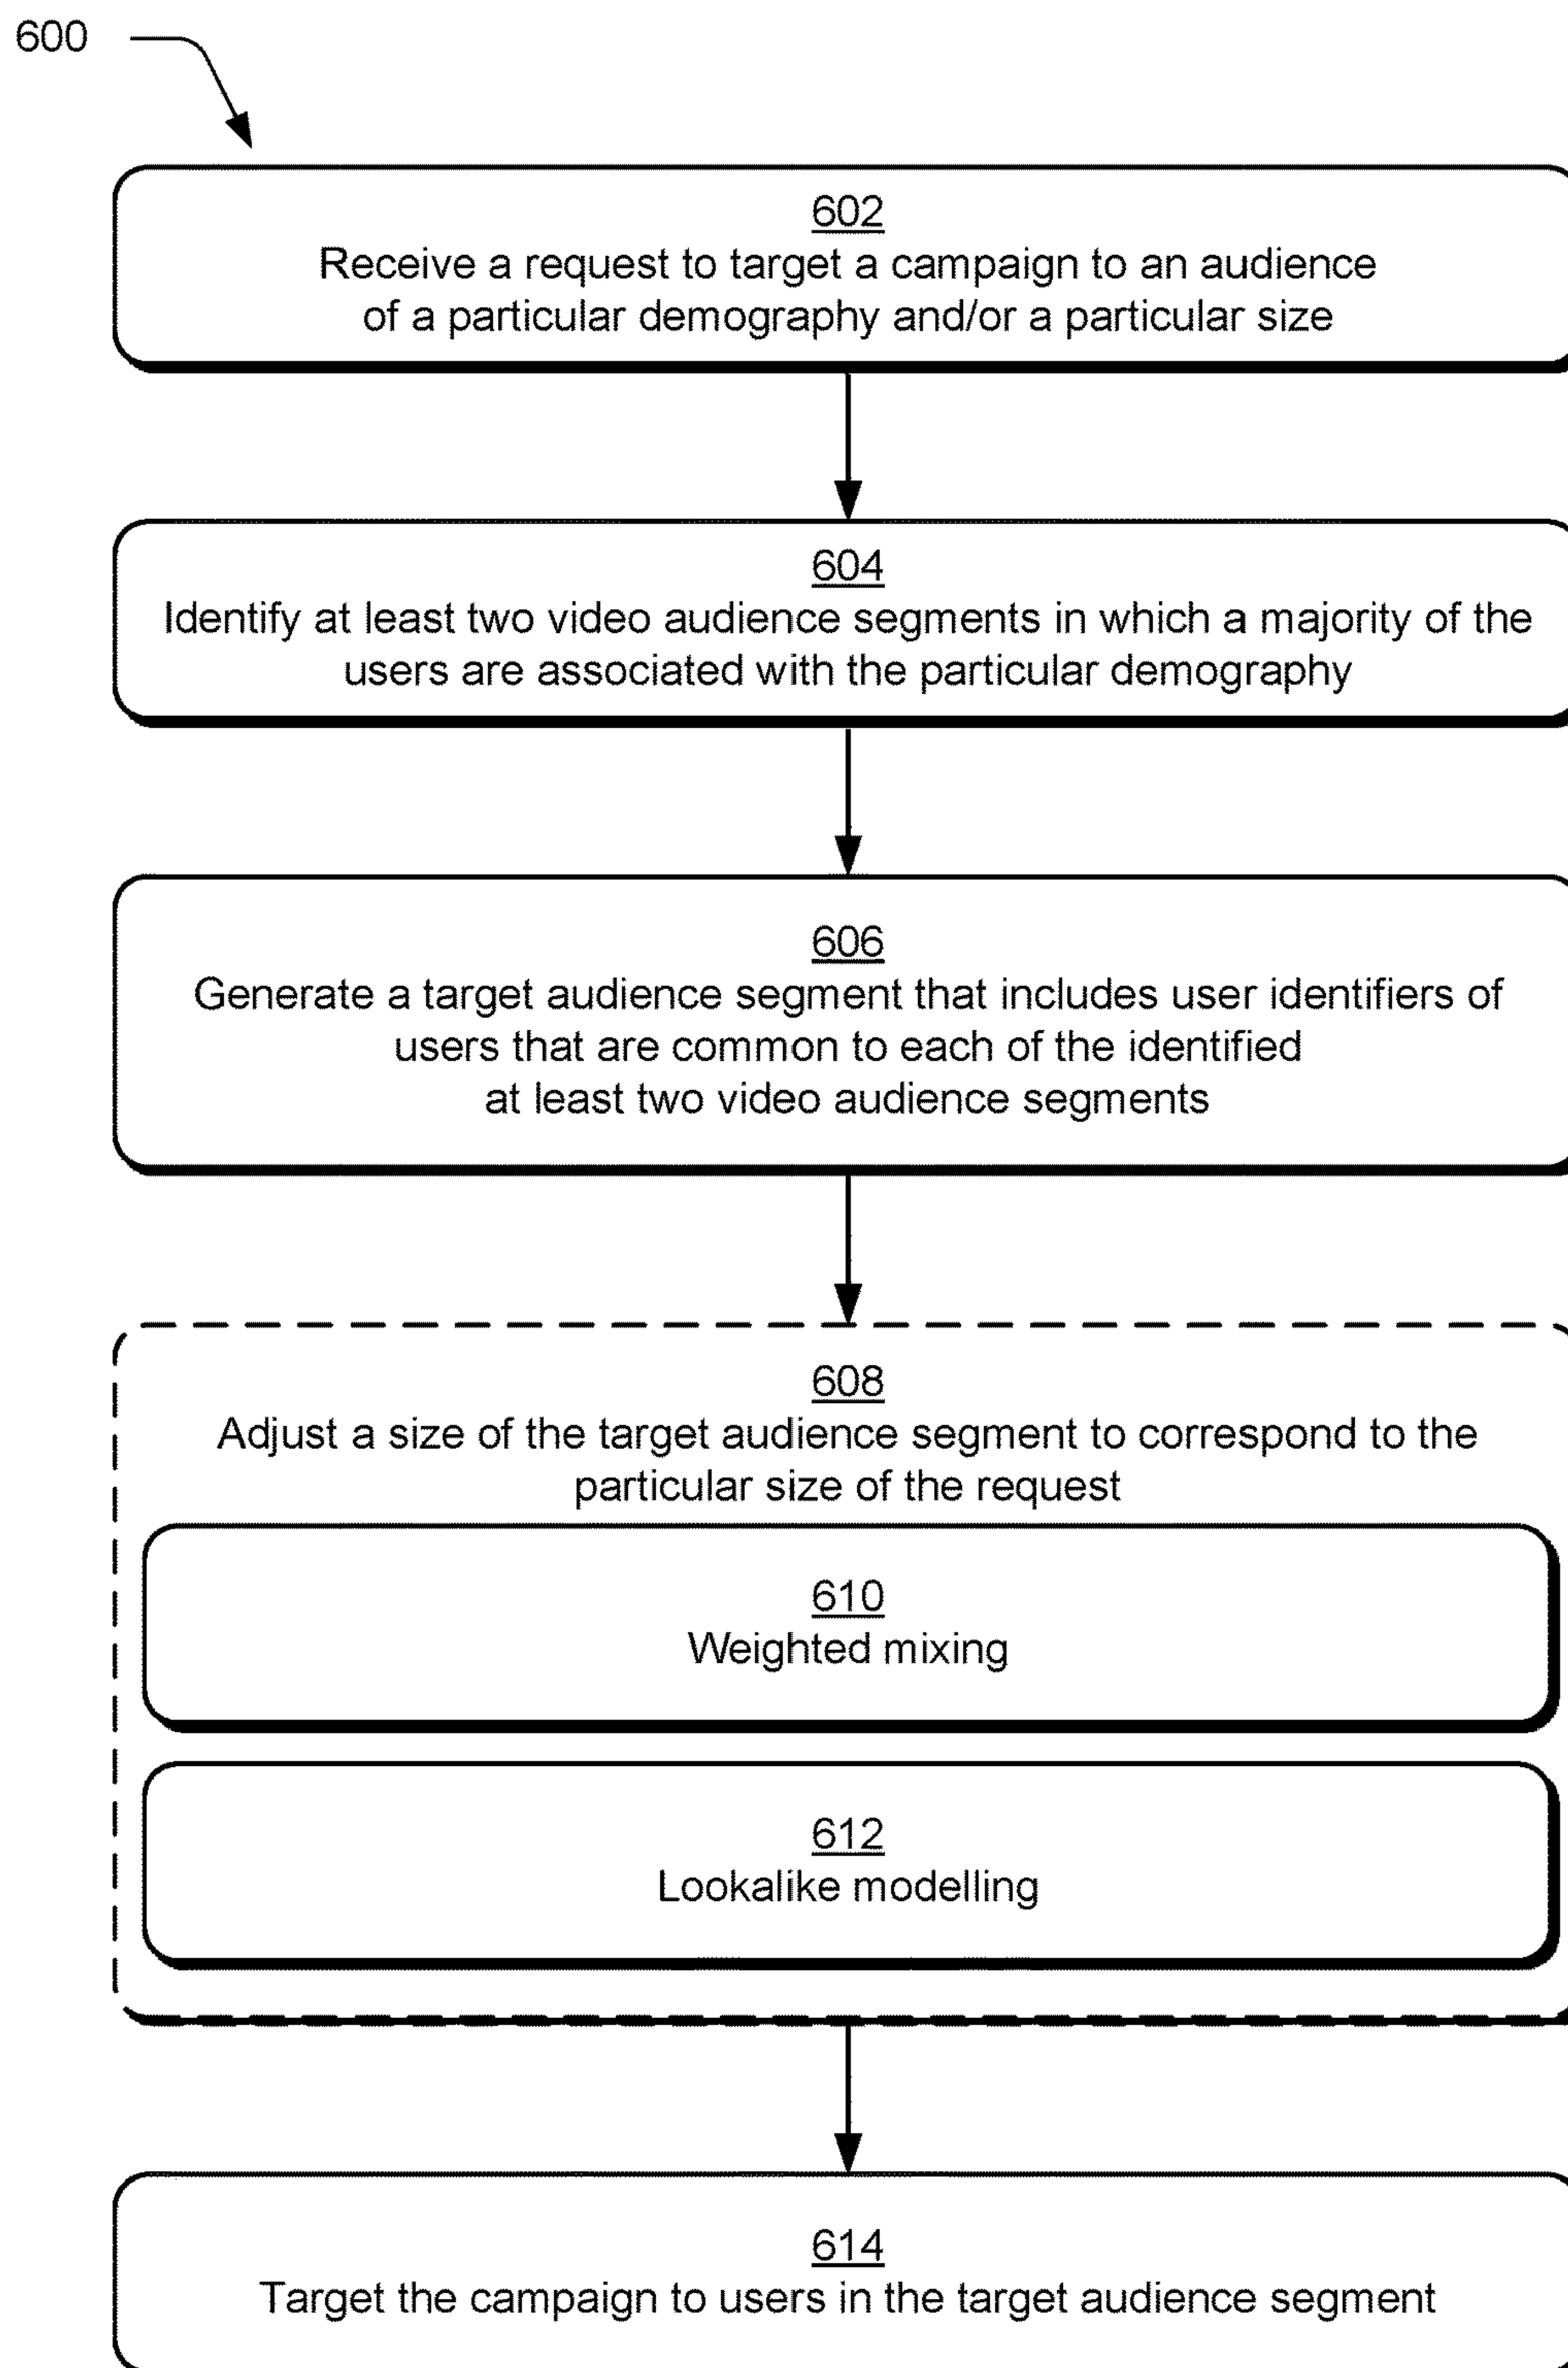 600
602
Receive a request to target a campaign to an audience
of a particular demography and/or a particular size
604
Identify at least two video audience segments in which a majority of the
users are associated with the particular demography
606
Generate a target audience segment that includes user identifiers of
users that are common to each of the identified
at least two video audience segments
608
Adjust a size of the target audience segment to correspond to the
particular size of the request
610
Weighted mixing
612
Lookalike modelling
614
Target the campaign to users in the target audience segment